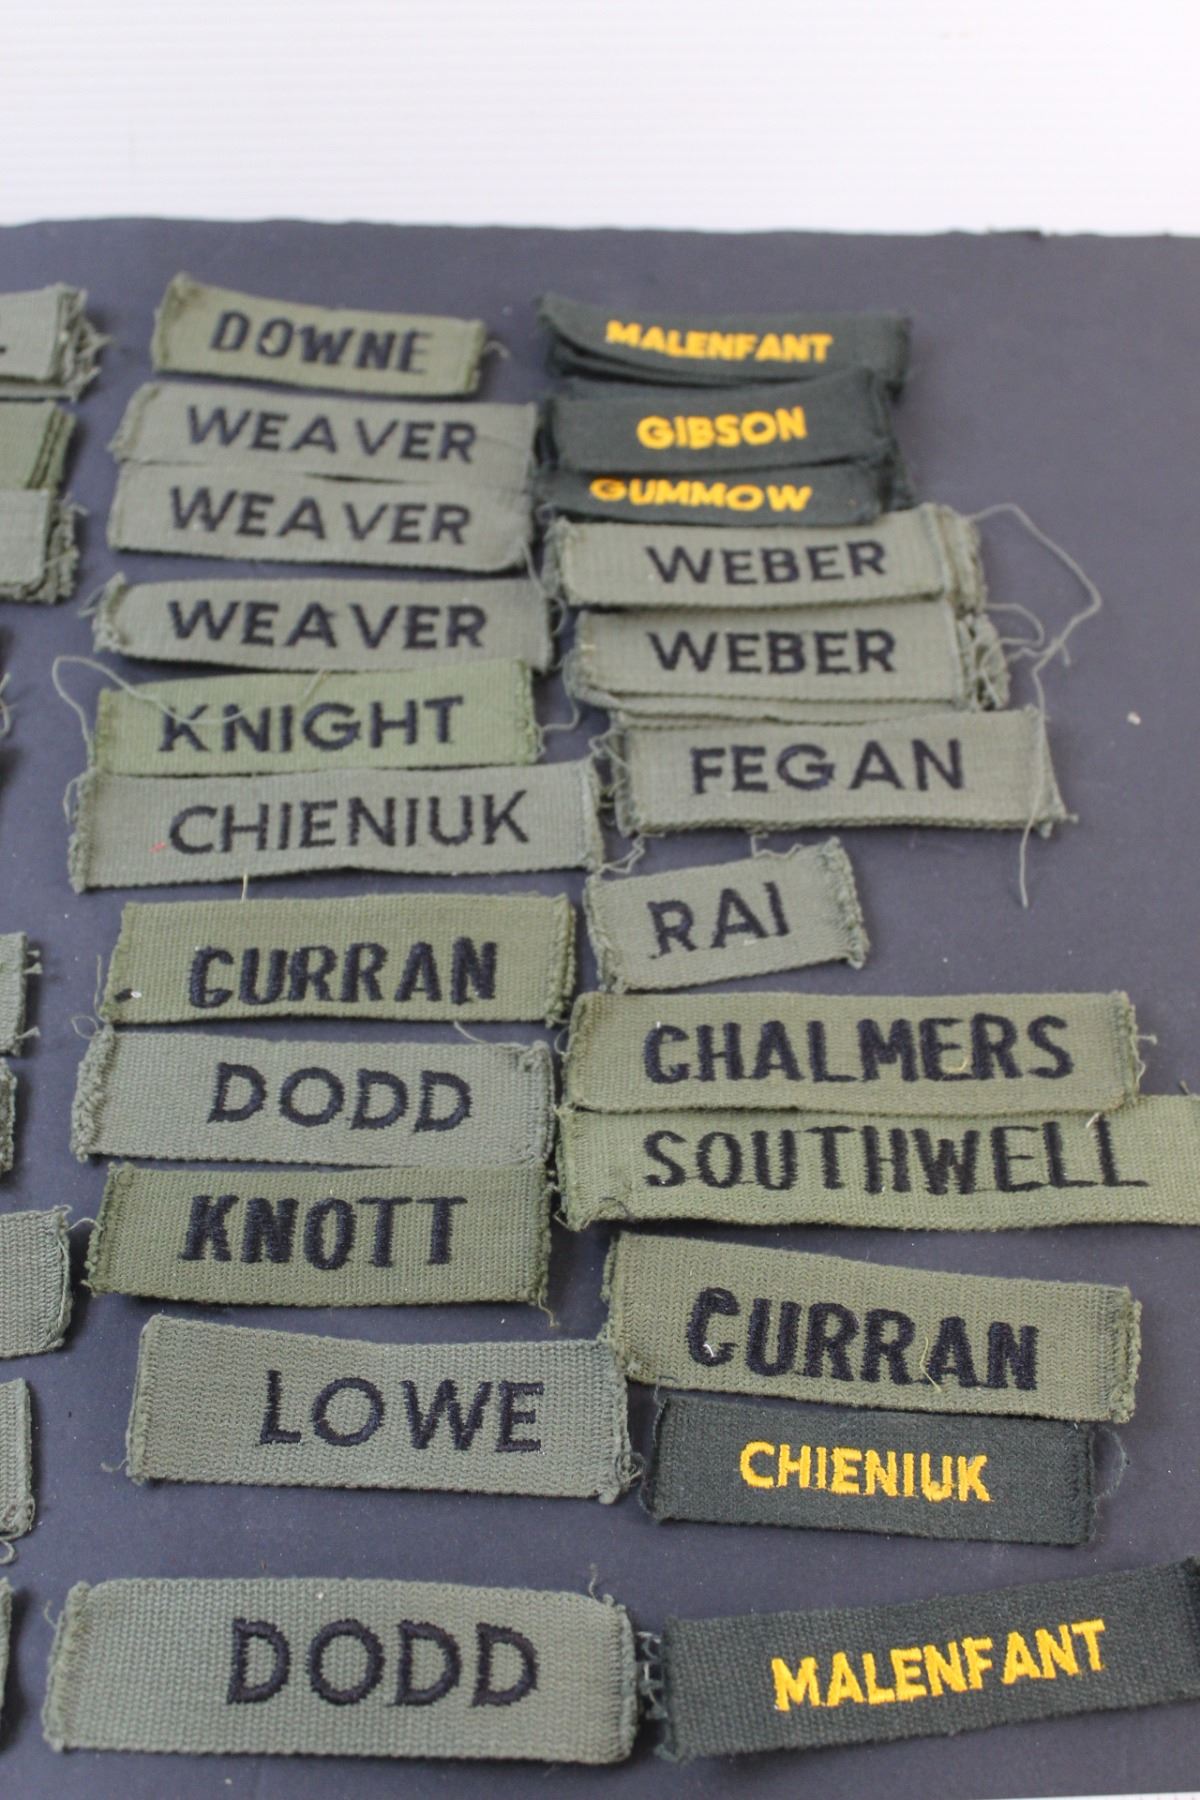 DOWNE
WEAVER
WEAVER
WEAVER
KNIGHT
CHIENIUK
CURRAN
DODD
KNOTT
LOWE
DODD
MALENFANT
GIBSON
GUMMOW
WEBER
WEBER
FEGAN
RAI
CHALMERS
SOUTHWELL
CURRAN
CHIENIUK
MALENFANT